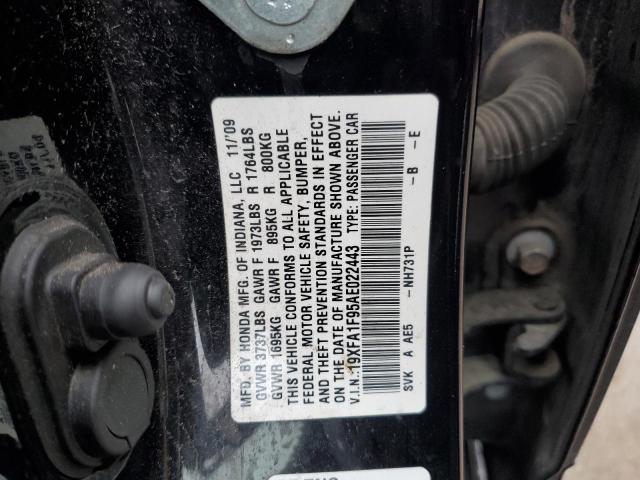 MFD. BY HONDA MFG. OF INDIANA, LLC 11/'09
GVWR 3737LBS GAWR F 1973LBS R 1764LBS
GVWR 1695KG GAWR F 895KG R 800KG
THIS VEHICLE CONFORMS TO ALL APPLICABLE
FEDERAL MOTOR VEHICLE SAFETY, BUMPER,
AND THEFT PREVENTION STANDARDS IN EFFECT
ON THE DATE OF MANUFACTURE SHOWN ABOVE.
V.I.N.:19XFA1F95AE022443 TYPE: PASSENGER CAR
SVK A AE5 -NH731P -B -E